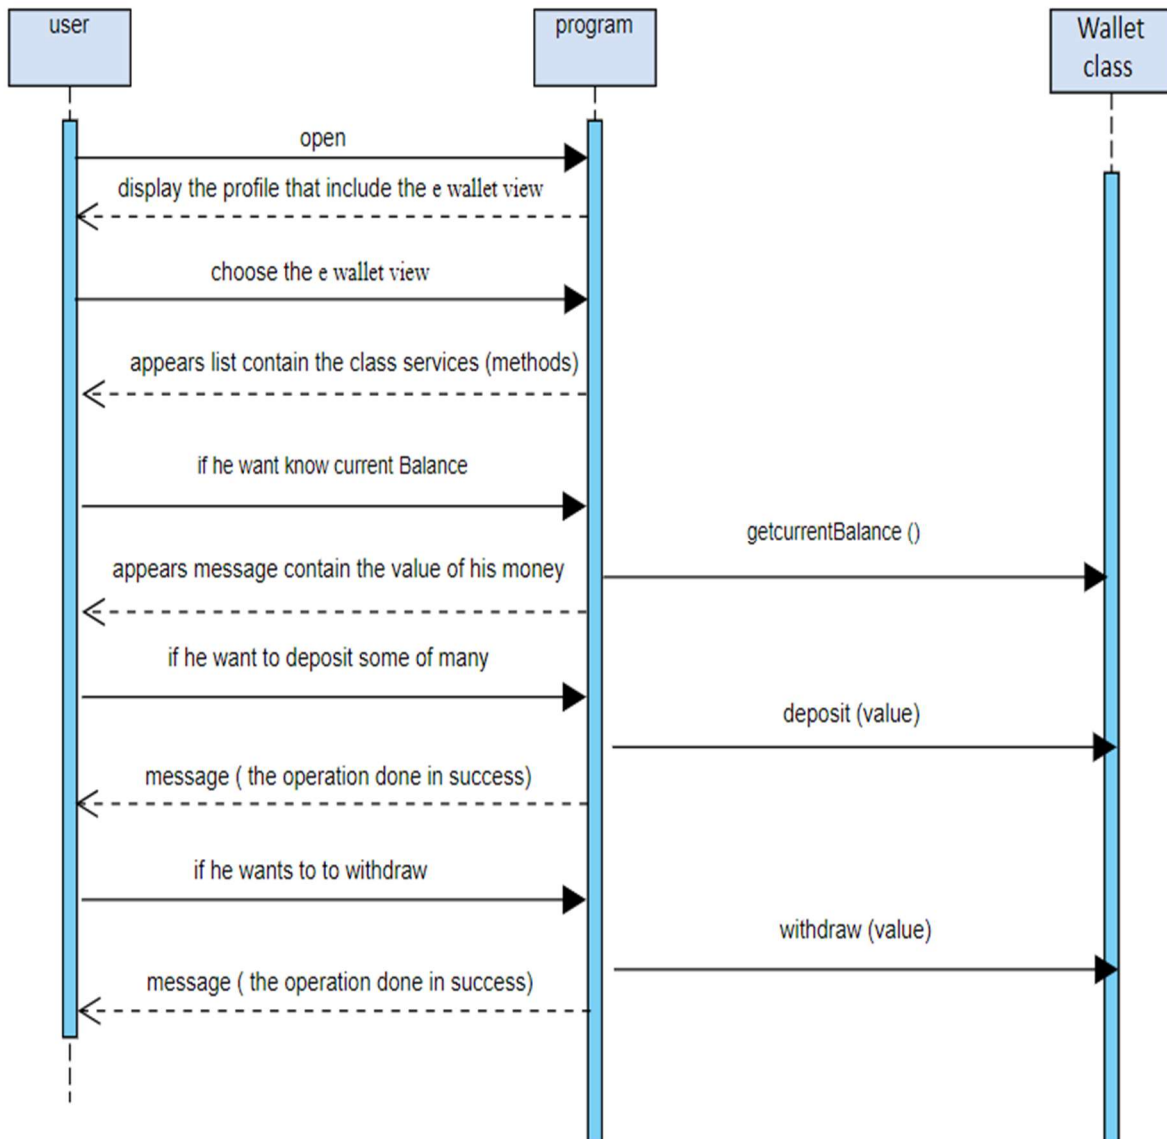 user
program
Wallet
class
open
display the profile that include the e wallet view
choose the e wallet view
appears list contain the class services (methods)
if he want know current Balance
getcurrentBalance ()
appears message contain the value of his money
if he want to deposit some of many
deposit (value)
message ( the operation done in success)
if he wants to to withdraw
withdraw (value)
message ( the operation done in success)